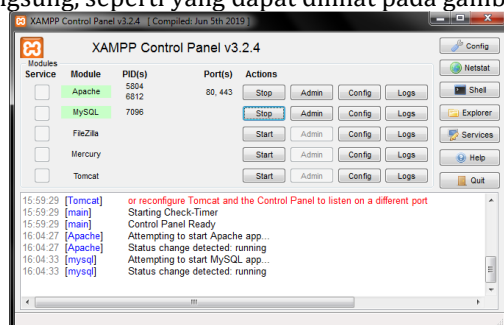 ngsung, seperti yang dapat dilihat pada gamb
XAMPP Control Panel v3.2.4 [ Compiled: Jun 5th 2019 ]
XAMPP Control Panel v3.2.4
Config
Modules
Service Module PID(s) Port(s) Actions
Netstat
Apache 5804 6812 80, 443 Stop Admin Config Logs
Shell
MySQL 7096 Stop Admin Config Logs
Explorer
FileZilla Start Admin Config Logs
Services
Mercury Start Admin Config Logs
Help
Tomcat Start Admin Config Logs
Quit
15:59:29 [Tomcat] or reconfigure Tomcat and the Control Panel to listen on a different port
15:59:29 [main] Starting Check-Timer
15:59:29 [main] Control Panel Ready
16:04:27 [Apache] Attempting to start Apache app...
16:04:27 [Apache] Status change detected: running
16:04:33 [mysql] Attempting to start MySQL app...
16:04:33 [mysql] Status change detected: running